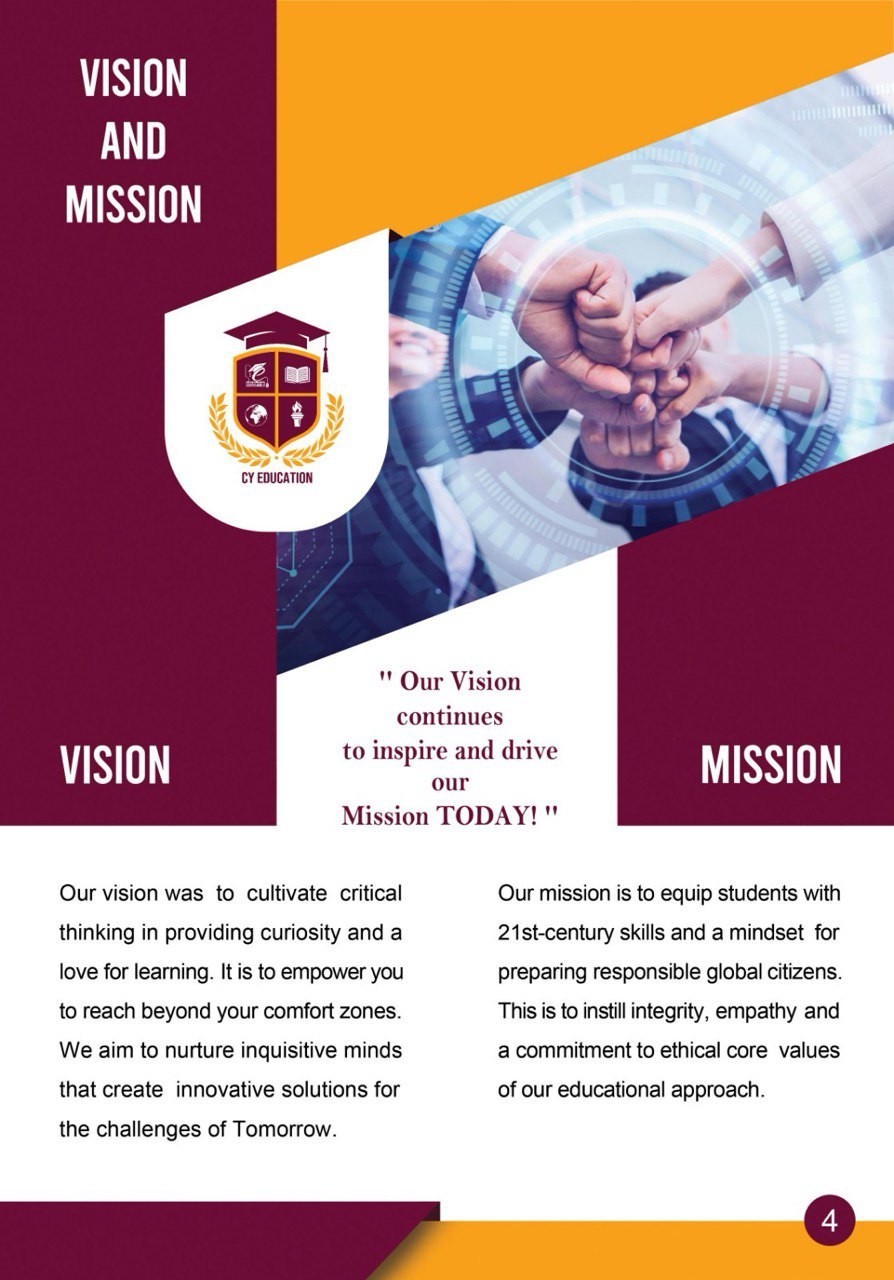 VISION
AND
MISSION
CY EDUCATION
" Our Vision
continues
to inspire and drive
our
Mission TODAY! "
VISION
MISSION
Our vision was to cultivate critical
thinking in providing curiosity and a
love for learning. It is to empower you
to reach beyond your comfort zones.
We aim to nurture inquisitive minds
that create innovative solutions for
the challenges of Tomorrow.
Our mission is to equip students with
21st-century skills and a mindset for
preparing responsible global citizens.
This is to instill integrity, empathy and
a commitment to ethical core values
of our educational approach.
4